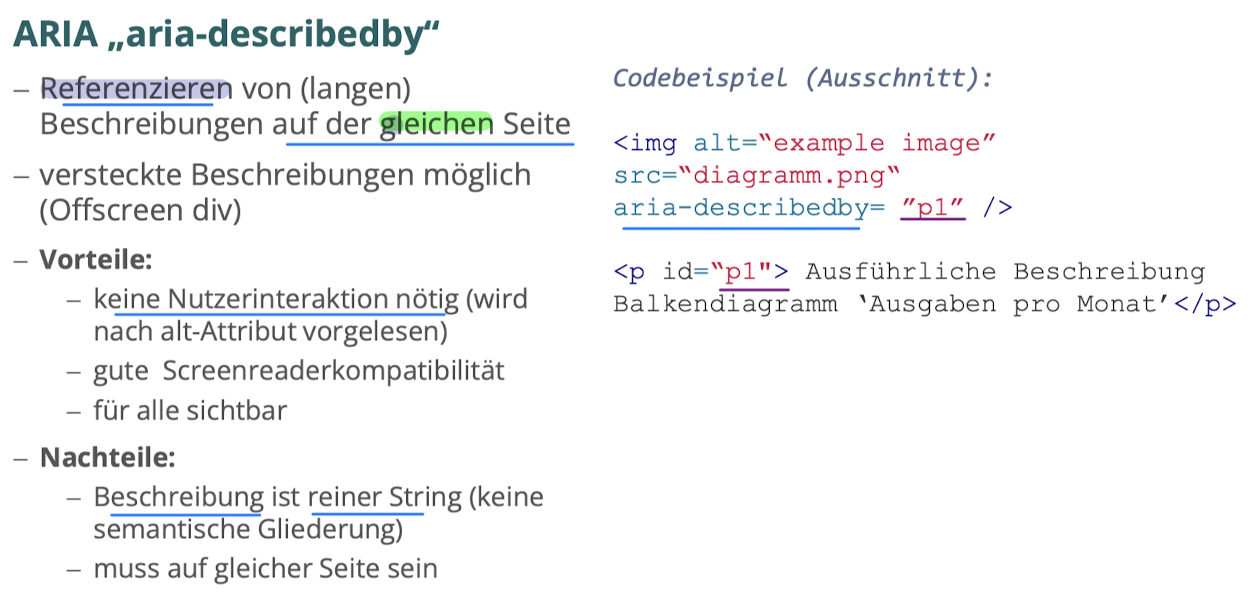 ARIA „aria-describedby“
– Referenzieren von (langen)
Beschreibungen auf der gleichen Seite
– versteckte Beschreibungen möglich
(Offscreen div)
– Vorteile:
– keine Nutzerinteraktion nötig (wird
nach alt-Attribut vorgelesen)
– gute  Screenreaderkompatibilität
– für alle sichtbar
– Nachteile:
– Beschreibung ist reiner String (keine
semantische Gliederung)
– muss auf gleicher Seite sein
Codebeispiel (Ausschnitt):
<img alt=“example image”
src=“diagramm.png“
aria-describedby= ”p1” />
<p id=“p1"> Ausführliche Beschreibung
Balkendiagramm ‘Ausgaben pro Monat’</p>